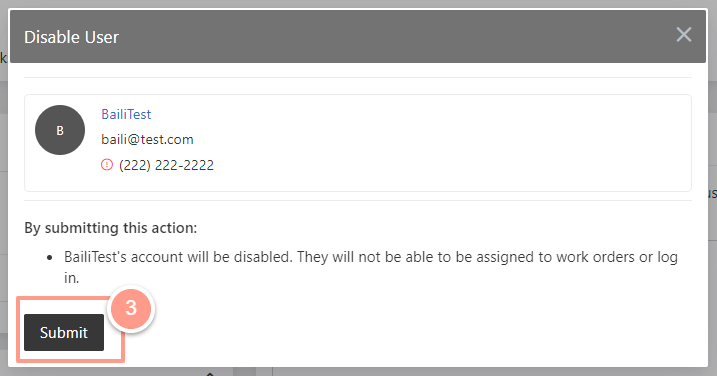 Disable User
k
B
BailiTest
baili@test.com
(222) 222-2222
us
By submitting this action:
BailiTest's account will be disabled. They will not be able to be assigned to work orders or log
in.
3
Submit